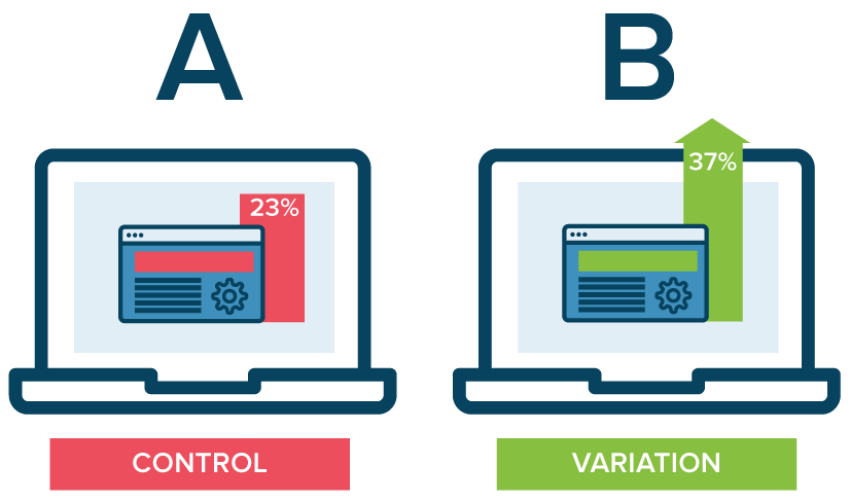 A
B
23%
37%
CONTROL
VARIATION